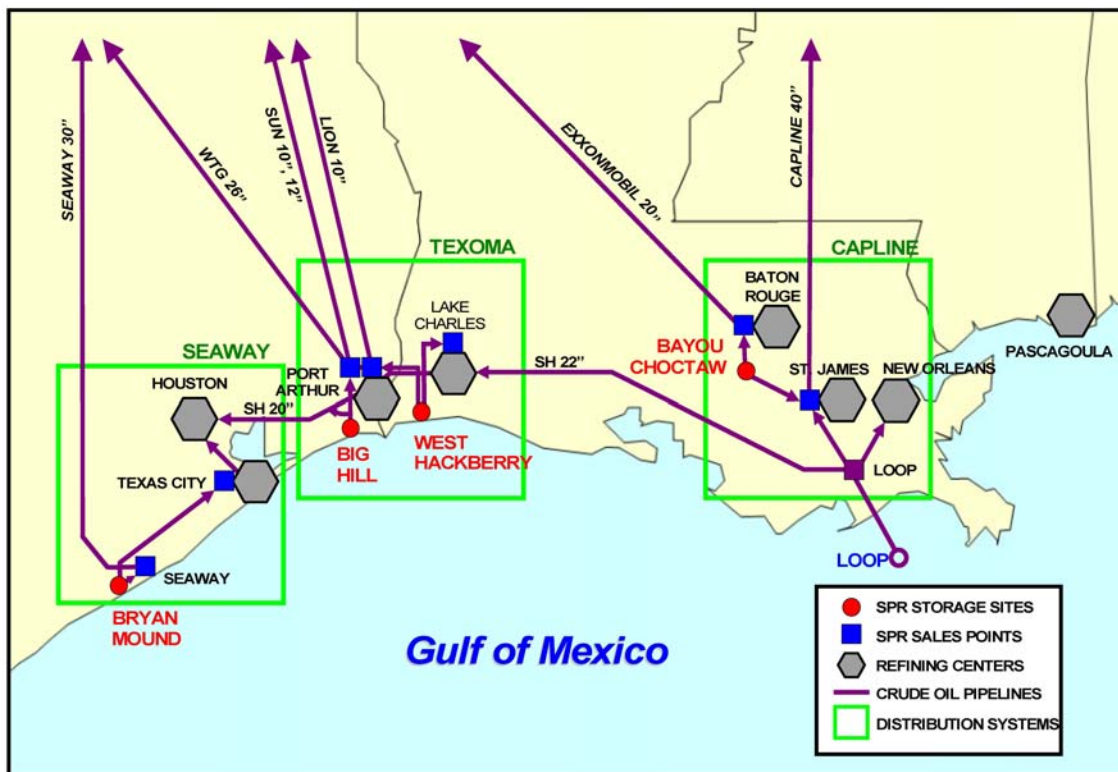 SEAWAY 30”
WTG 26”
SUN 10”, 12”
LION 10”
EXXONMOBIL 20”
CAPLINE 40”
TEXOMA
CAPLINE
SEAWAY
LAKE
CHARLES
BATON
ROUGE
BAYOU
CHOCTAW
ST. JAMES
NEW ORLEANS
PASCAGOULA
HOUSTON
PORT
ARTHUR
SH 20”
SH 22”
WEST
HACKBERRY
BIG
HILL
TEXAS CITY
LOOP
LOOP
SEAWAY
BRYAN
MOUND
Gulf of Mexico
SPR STORAGE SITES
SPR SALES POINTS
REFINING CENTERS
CRUDE OIL PIPELINES
DISTRIBUTION SYSTEMS